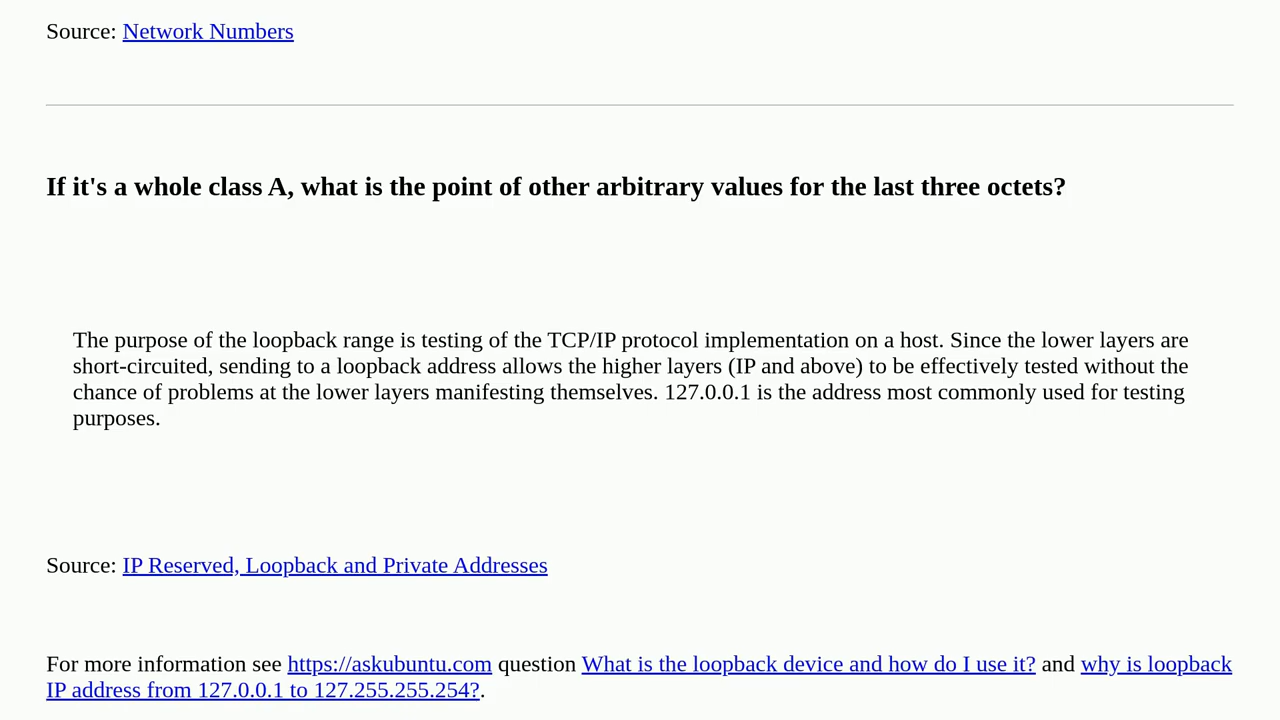 Source: Network Numbers
If it's a whole class A, what is the point of other arbitrary values for the last three octets?
The purpose of the loopback range is testing of the TCP/IP protocol implementation on a host. Since the lower layers are
short-circuited, sending to a loopback address allows the higher layers (IP and above) to be effectively tested without the
chance of problems at the lower layers manifesting themselves. 127.0.0.1 is the address most commonly used for testing
purposes.
Source: IP Reserved, Loopback and Private Addresses
For more information see https://askubuntu.com question What is the loopback device and how do I use it? and why is loopback
IP address from 127.0.0.1 to 127.255.255.254?.